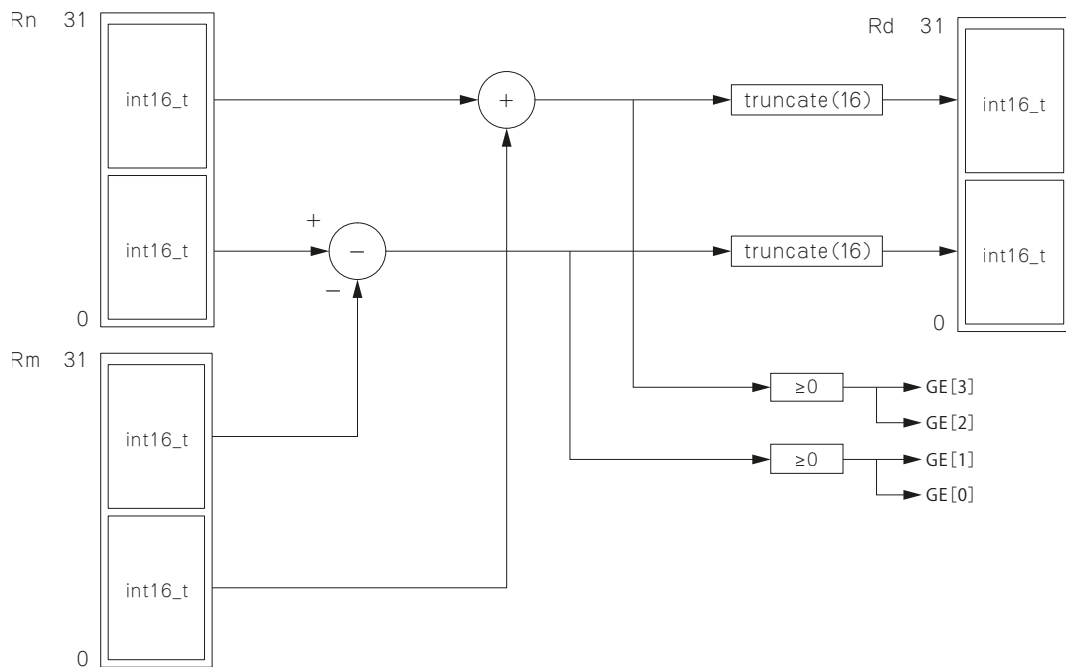 Rn 31
int16_t
int16_t
0
Rm 31
int16_t
int16_t
0
+
+
−
−
truncate(16)
truncate(16)
Rd 31
int16_t
int16_t
0
≥0
GE[3]
GE[2]
≥0
GE[1]
GE[0]